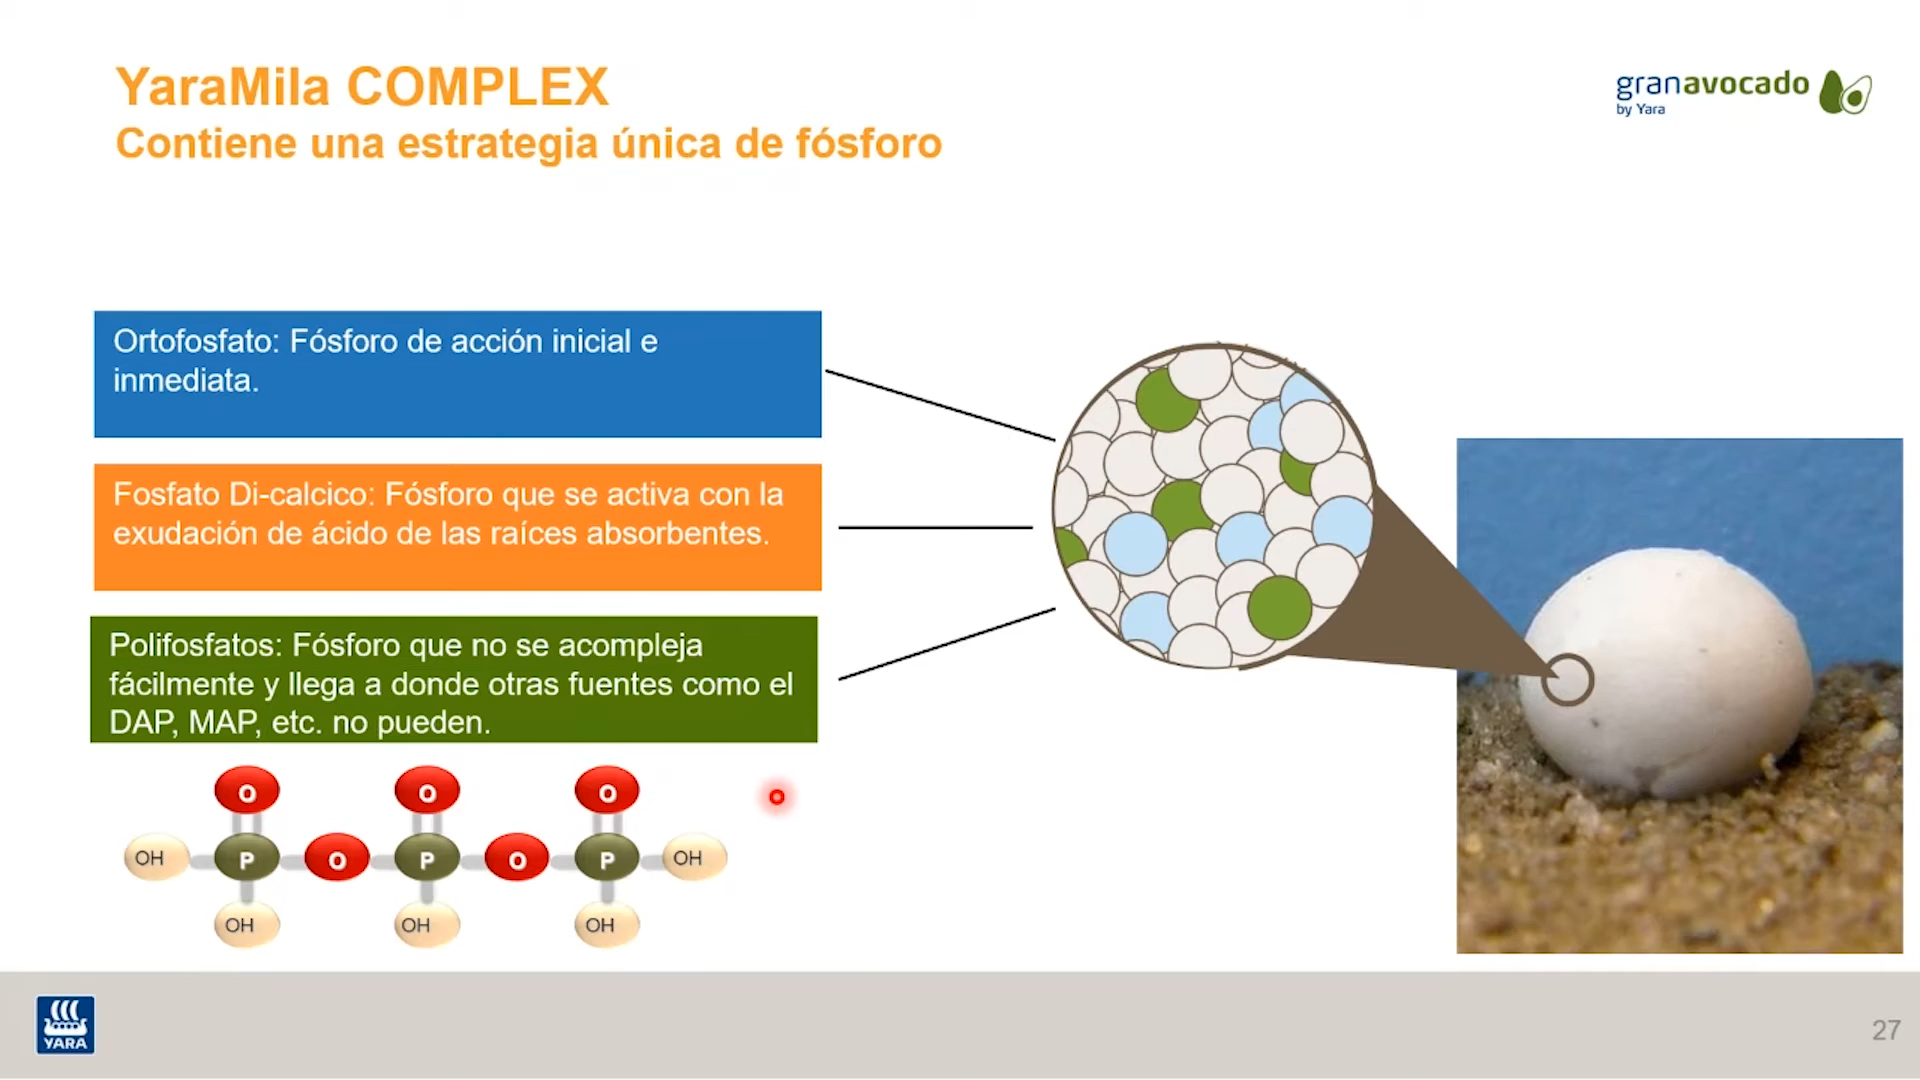 YaraMila COMPLEX
Contiene una estrategia única de fósforo
granavocado
by Yara
Ortofosfato: Fósforo de acción inicial e
inmediata.
Fosfato Di-calcico: Fósforo que se activa con la
exudación de ácido de las raíces absorbentes.
Polifosfatos: Fósforo que no se acompleja
fácilmente y llega a donde otras fuentes como el
DAP, MAP, etc. no pueden.
O O O
OH P O P O P OH
OH OH OH
YARA
27